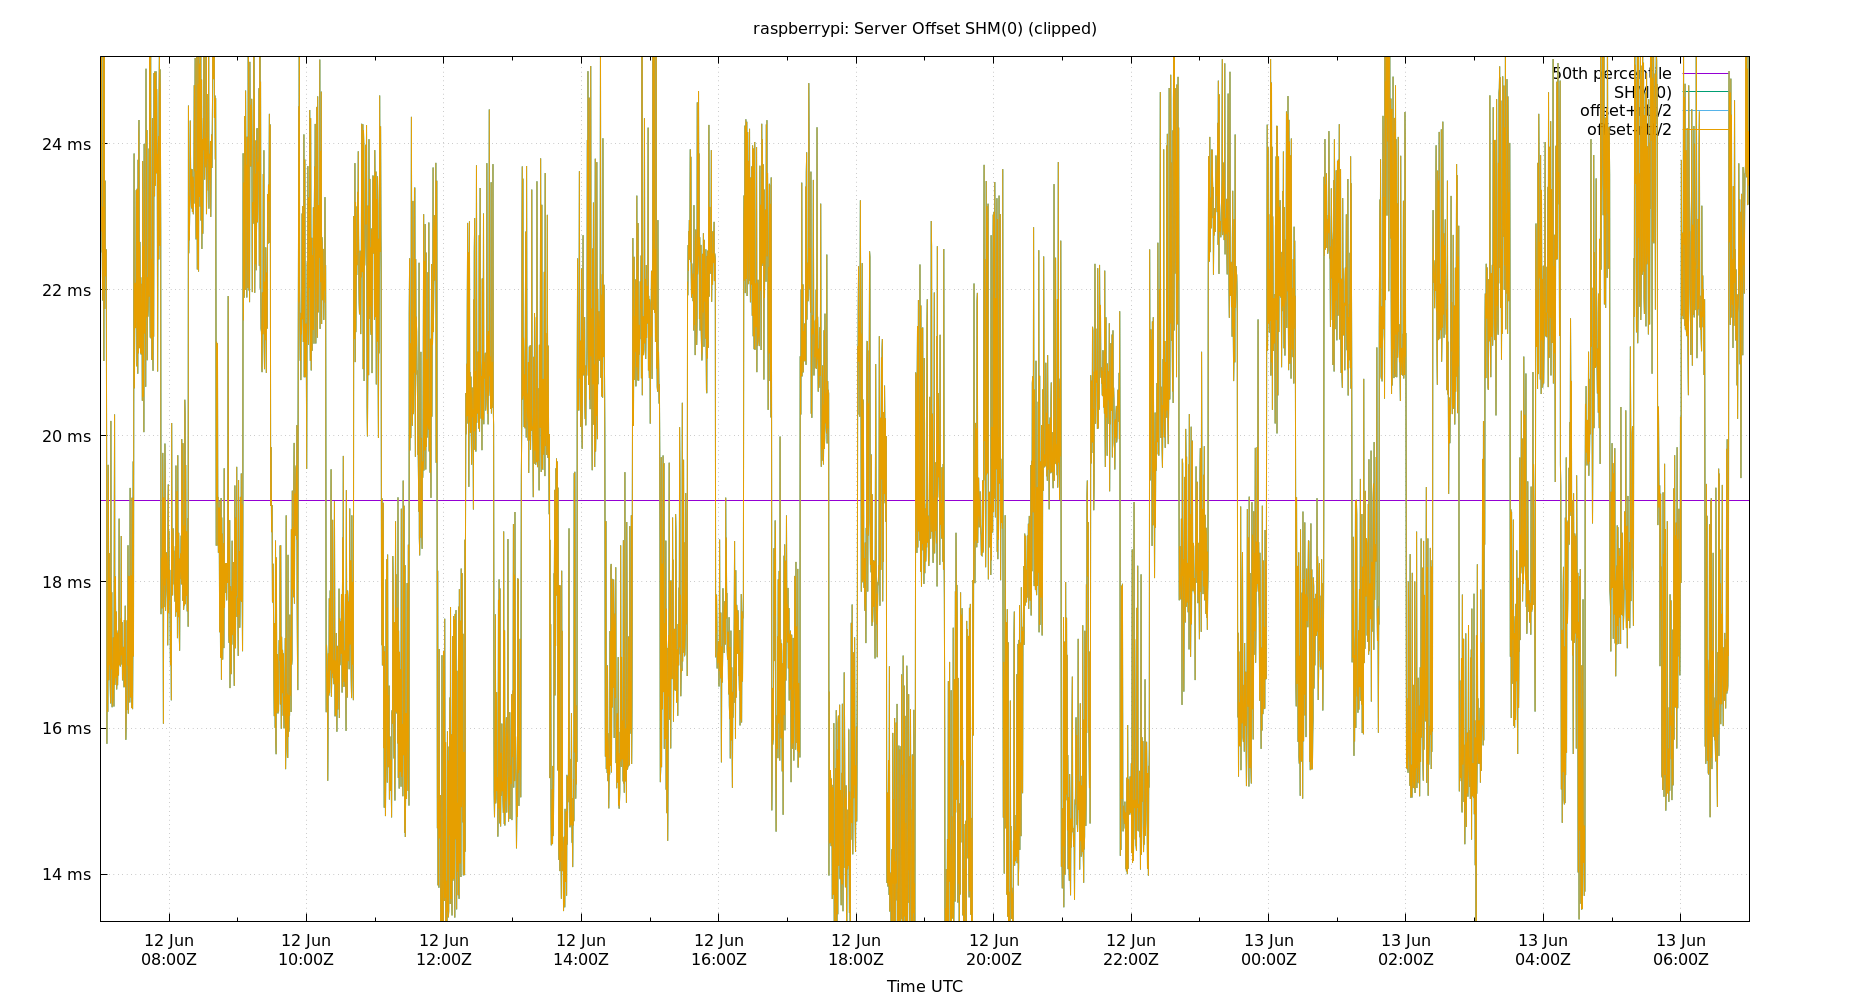 raspberrypi: Server Offset SHM(0) (clipped)
50th percentile
SHM(0)
offset+rtt/2
offset-rtt/2
24 ms
22 ms
20 ms
18 ms
16 ms
14 ms
12 Jun 12 Jun 12 Jun 12 Jun 12 Jun 12 Jun 12 Jun 12 Jun 13 Jun 13 Jun 13 Jun 13 Jun
08:00Z 10:00Z 12:00Z 14:00Z 16:00Z 18:00Z 20:00Z 22:00Z 00:00Z 02:00Z 04:00Z 06:00Z
Time UTC